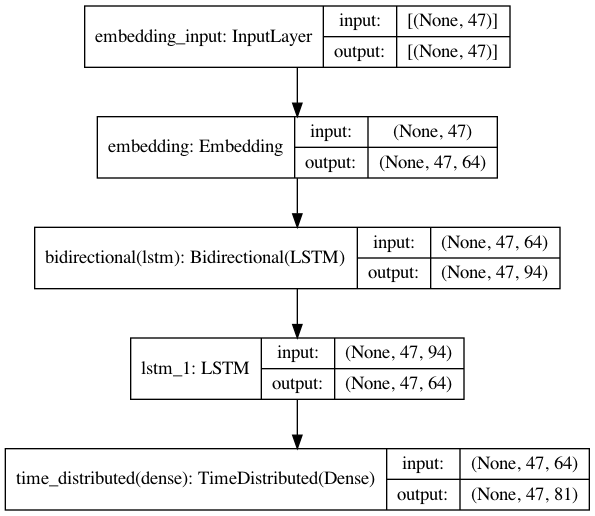 embedding_input: InputLayer
input: [(None, 47)]
output: [(None, 47)]
embedding: Embedding
input: (None, 47)
output: (None, 47, 64)
bidirectional(lstm): Bidirectional(LSTM)
input: (None, 47, 64)
output: (None, 47, 94)
lstm_1: LSTM
input: (None, 47, 94)
output: (None, 47, 64)
time_distributed(dense): TimeDistributed(Dense)
input: (None, 47, 64)
output: (None, 47, 81)